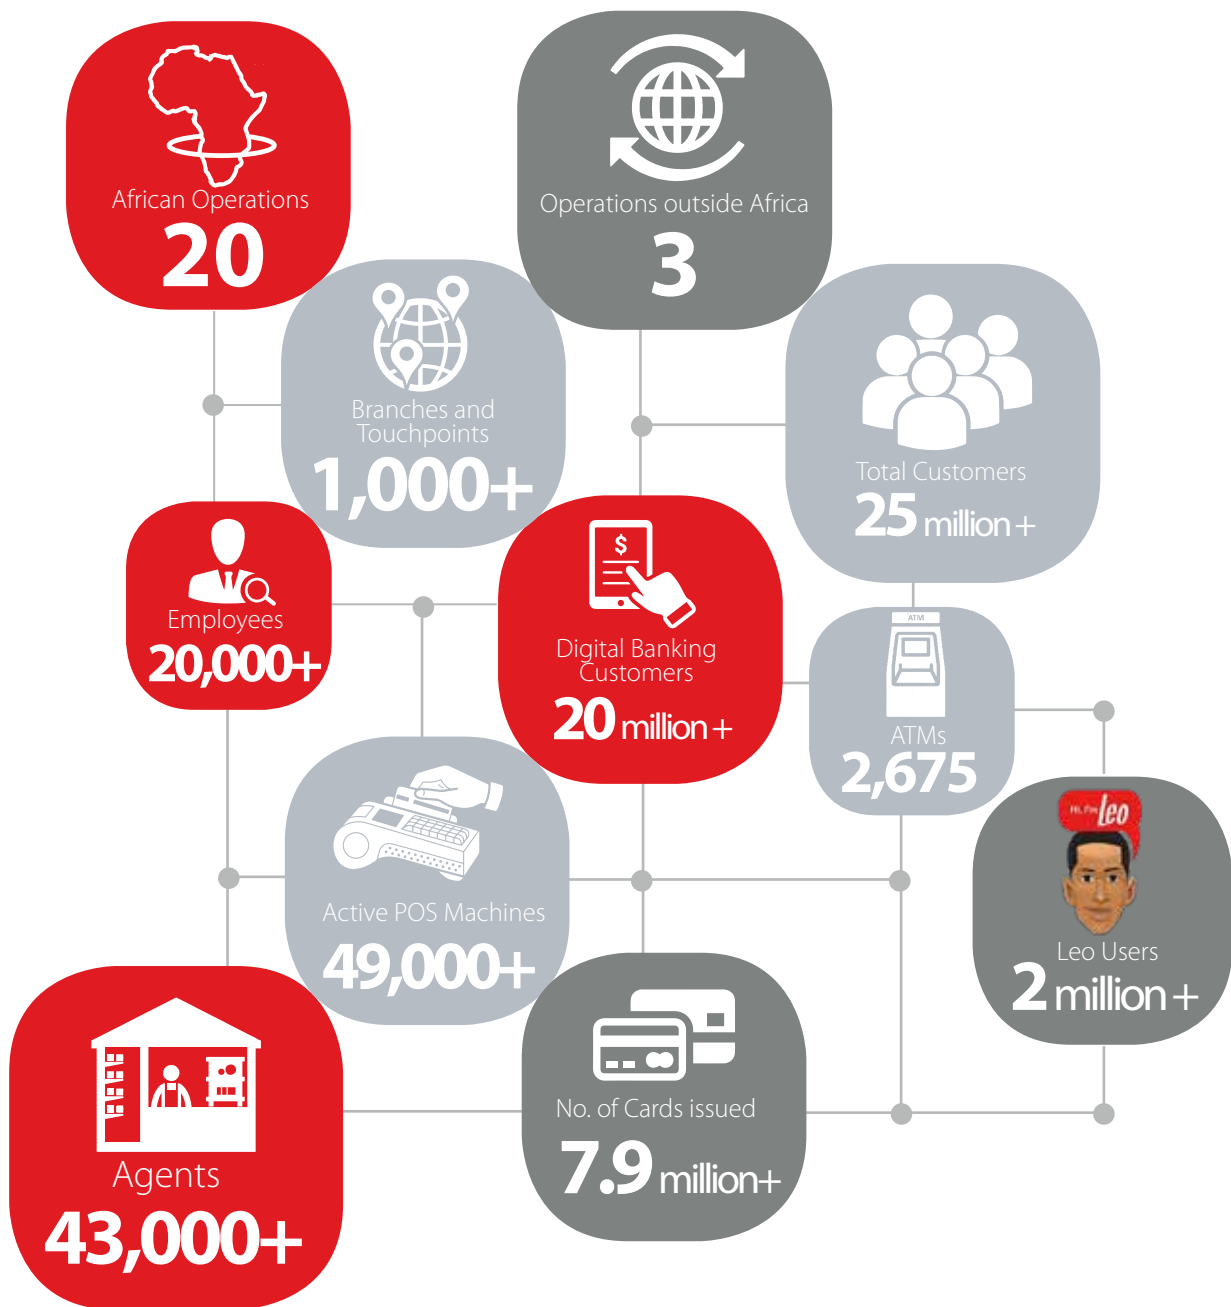 African Operations
20
Operations outside Africa
3
Branches and
Touchpoints
1,000+
Total Customers
25 million +
Employees
20,000+
$
Digital Banking
Customers
20 million +
ATM
ATMs
2,675
Active POS Machines
49,000+
Hi, I'm Leo
Leo Users
2 million +
Agents
43,000+
No. of Cards issued
7.9 million+